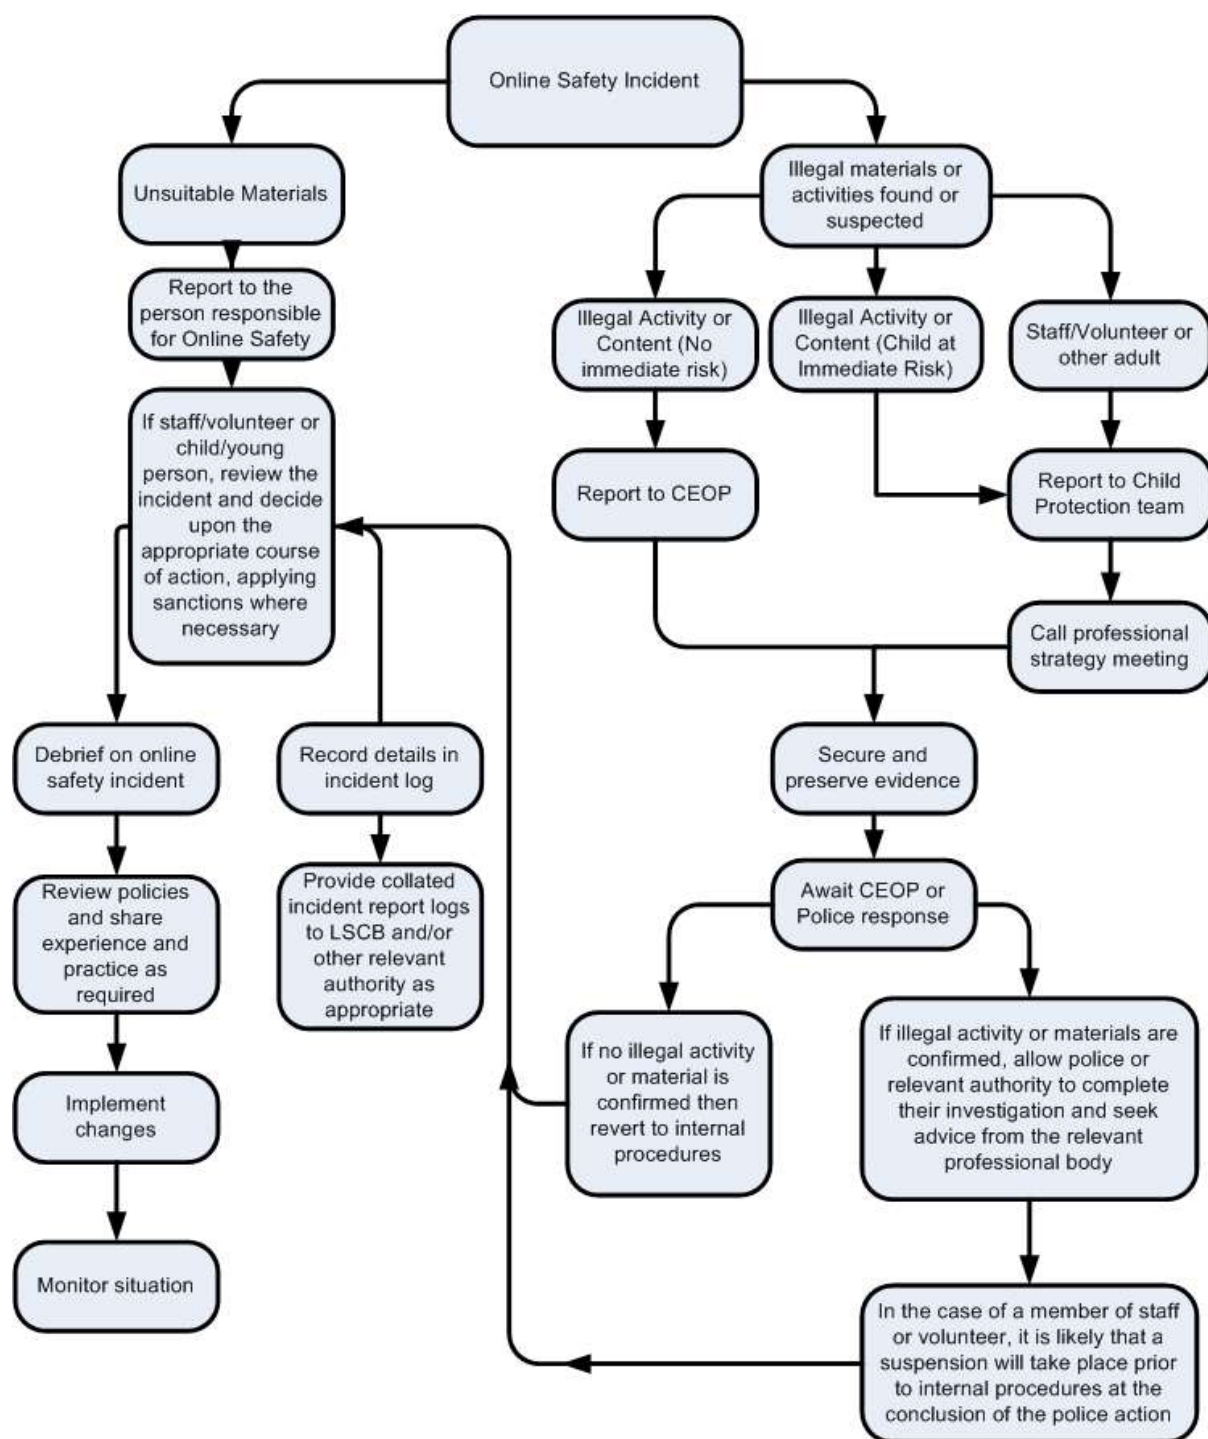 Online Safety Incident
Unsuitable Materials
Report to the
person responsible
for Online Safety
If staff/volunteer or
child/young
person, review the
incident and decide
upon the
appropriate course
of action, applying
sanctions where
necessary
Debrief on online
safety incident
Review policies
and share
experience and
practice as
required
Implement
changes
Monitor situation
Record details in
incident log
Provide collated
incident report logs
to LSCB and/or
other relevant
authority as
appropriate
Illegal materials or
activities found or
suspected
Illegal Activity or
Content (No
immediate risk)
Illegal Activity or
Content (Child at
Immediate Risk)
Staff/Volunteer or
other adult
Report to CEOP
Report to Child
Protection team
Call professional
strategy meeting
Secure and
preserve evidence
Await CEOP or
Police response
If no illegal activity
or material is
confirmed then
revert to internal
procedures
If illegal activity or materials are
confirmed, allow police or
relevant authority to complete
their investigation and seek
advice from the relevant
professional body
In the case of a member of staff
or volunteer, it is likely that a
suspension will take place prior
to internal procedures at the
conclusion of the police action